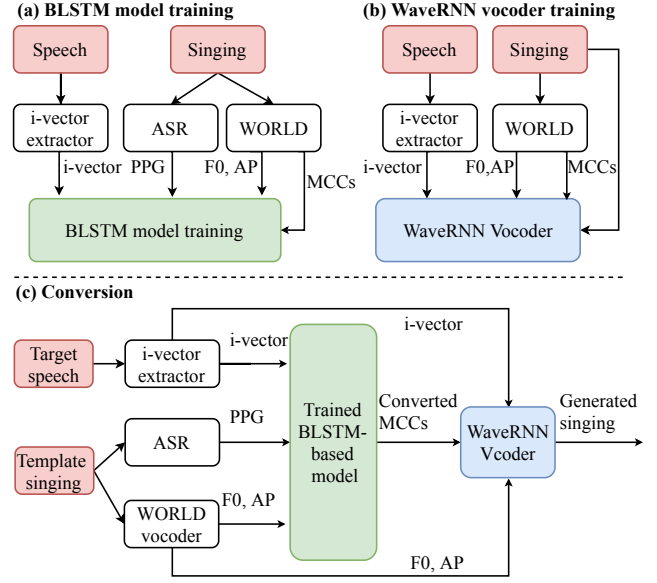 (a) BLSTM model training
Speech
Singing
i-vector
extractor
ASR
WORLD
i-vector
PPG
F0, AP
MCCs
BLSTM model training
(b) WaveRNN vocoder training
Speech
Singing
i-vector
extractor
WORLD
i-vector
F0,AP
MCCs
WaveRNN Vocoder
(c) Conversion
i-vector
Target
speech
i-vector
extractor
i-vector
Template
singing
ASR
PPG
WORLD
vocoder
F0, AP
Trained
BLSTM-
based
model
Converted
MCCs
WaveRNN
Vcoder
Generated
singing
F0, AP